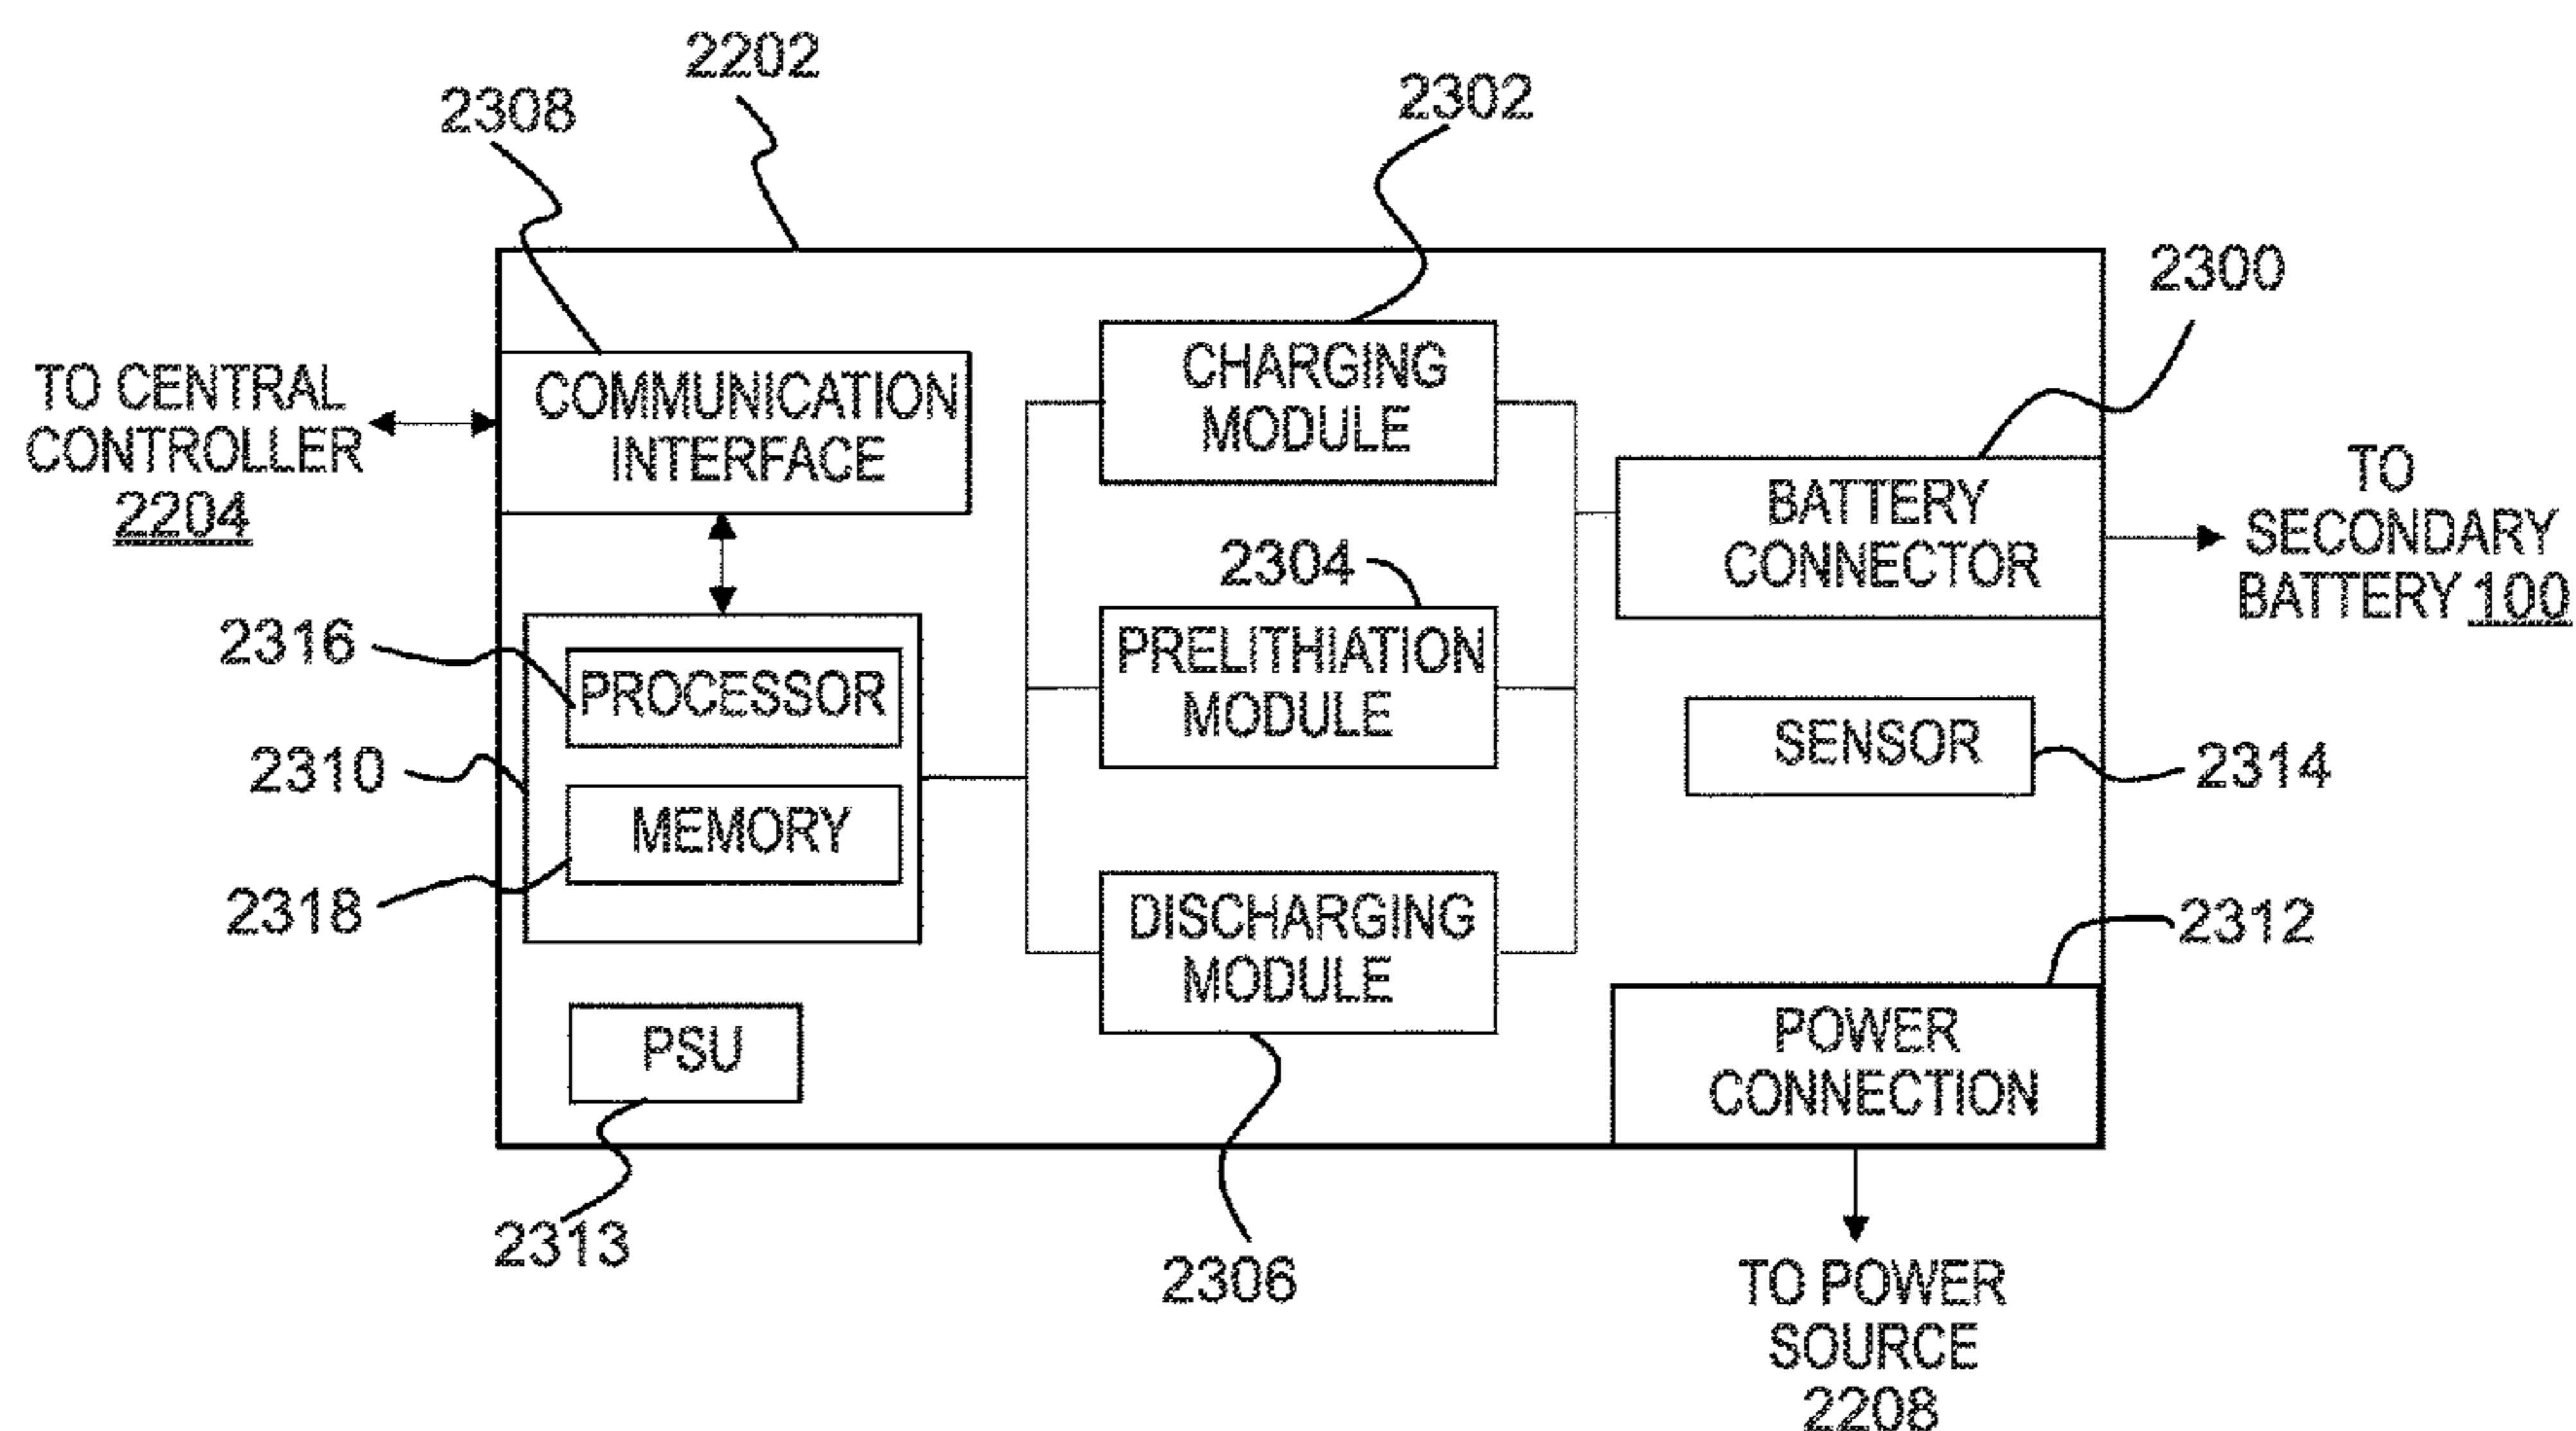 2202
2308
2302
2300
TO CENTRAL
CONTROLLER
2204
COMMUNICATION
INTERFACE
CHARGING
MODULE
BATTERY
CONNECTOR
TO
SECONDARY
BATTERY 100
2304
2316
PROCESSOR
PRELITHIATION
MODULE
SENSOR
2310
2314
MEMORY
2318
DISCHARGING
MODULE
2312
PSU
POWER
CONNECTION
2313
2306
TO POWER
SOURCE
2208